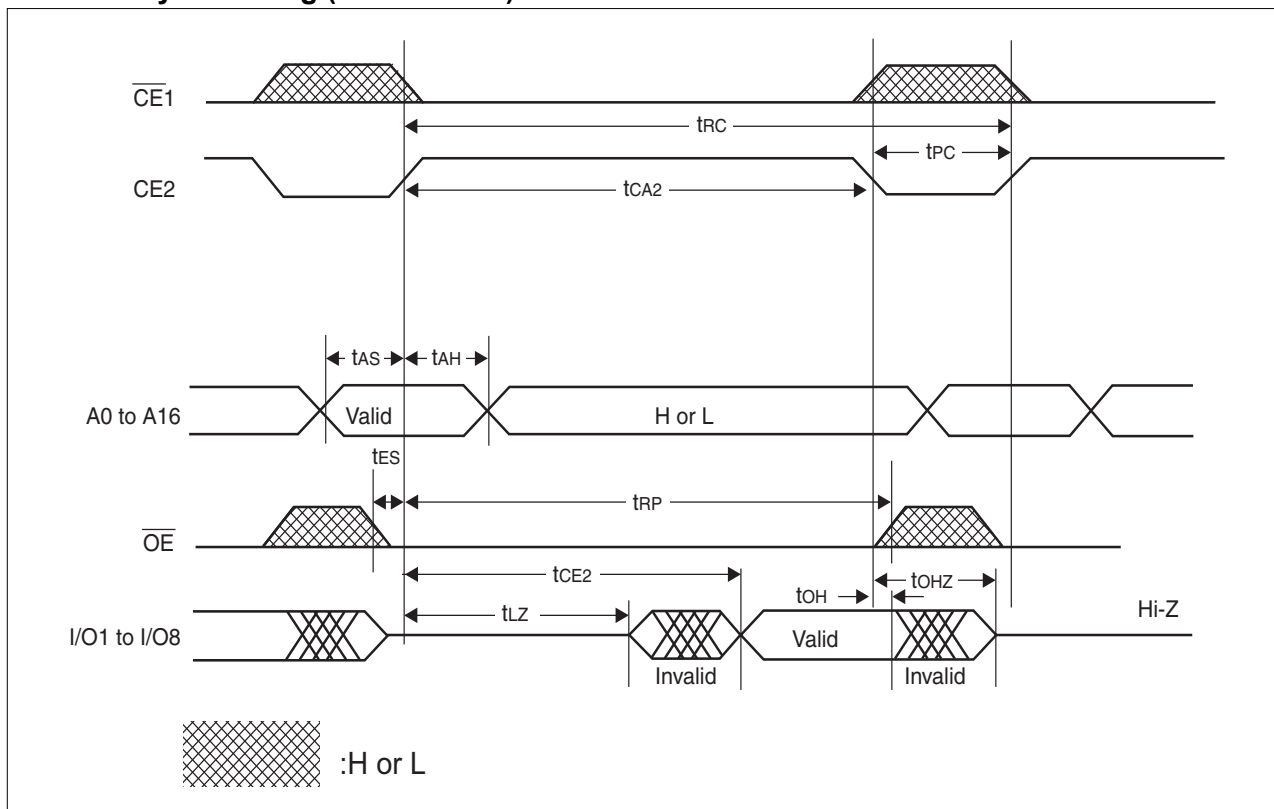 CE1
tRC
tPC
CE2
tCA2
tAS
tAH
A0 to A16
Valid
H or L
tES
tRP
OE
tCE2
tOH
tOHZ
tLZ
Hi-Z
I/O1 to I/O8
Valid
Invalid
Invalid
:H or L